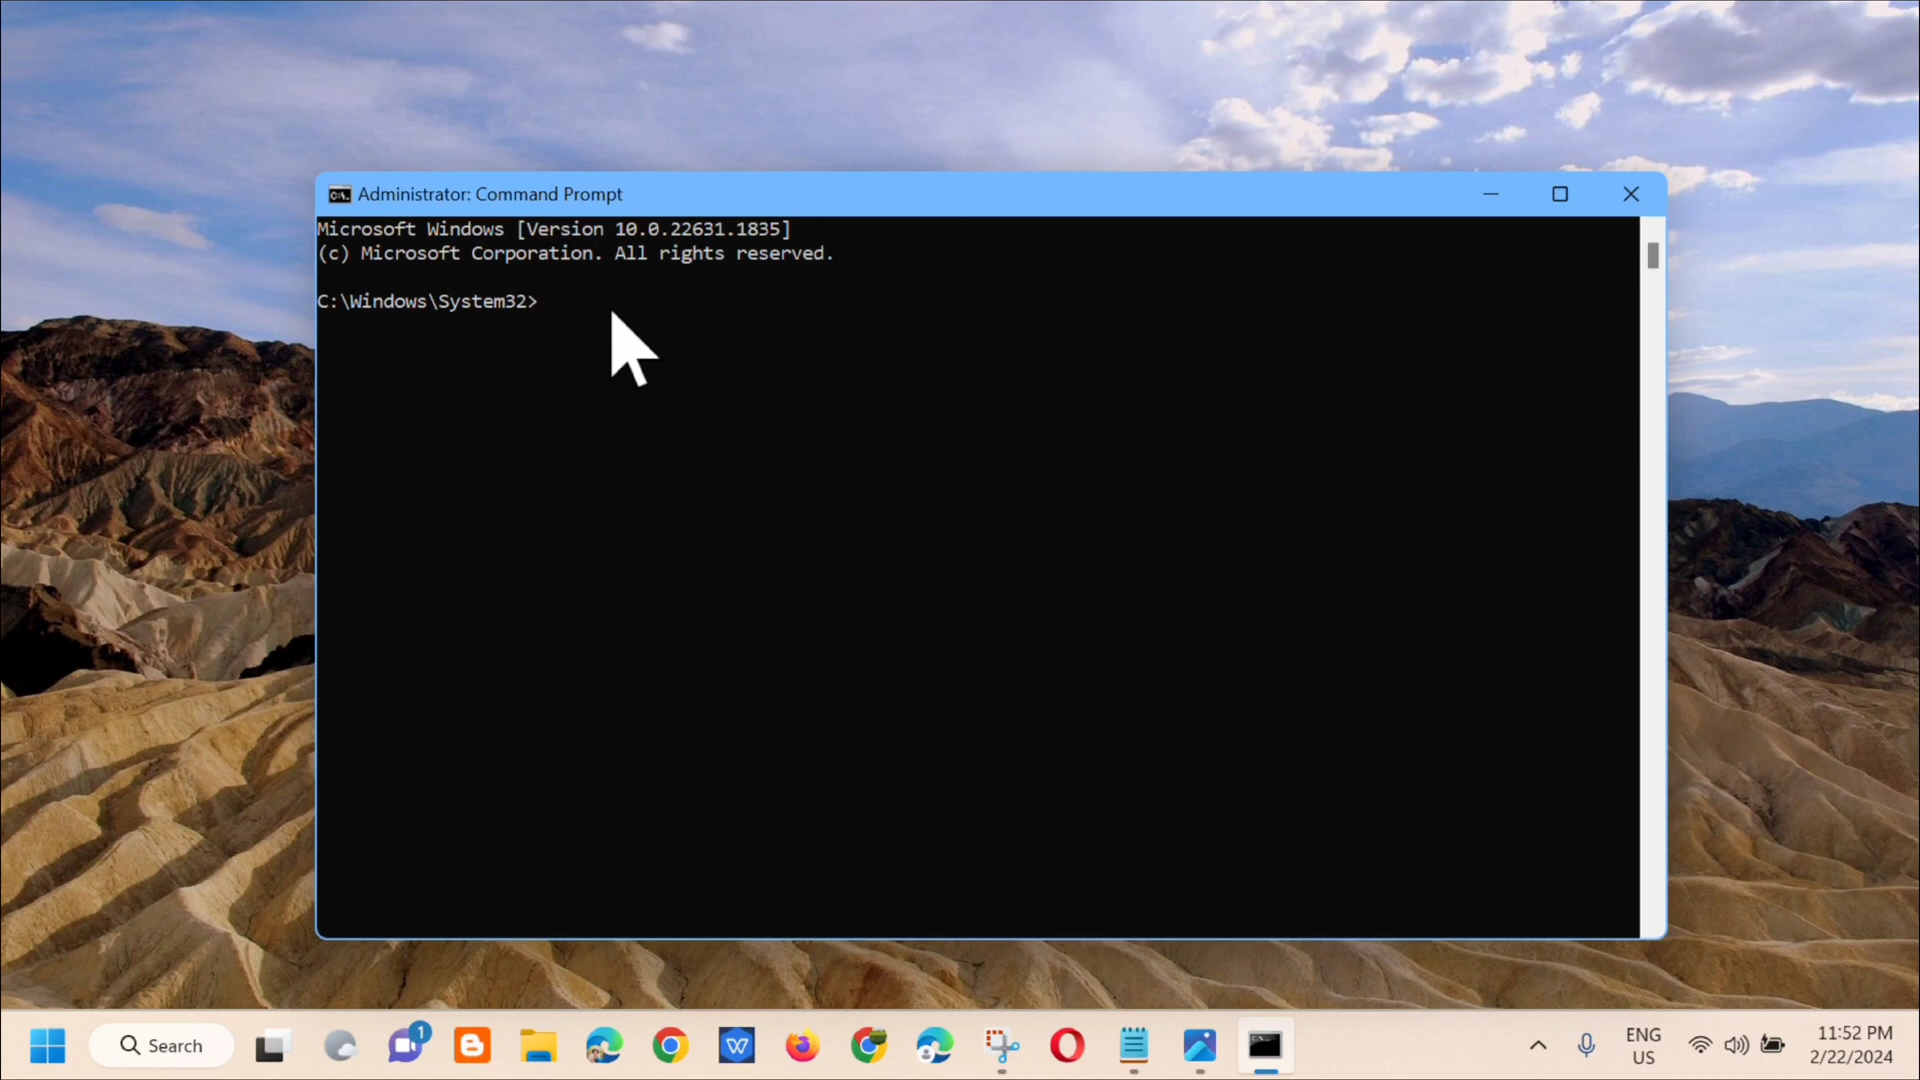 Administrator: Command Prompt
Microsoft Windows [Version 10.0.22631.1835]
(c) Microsoft Corporation. All rights reserved.
C:\Windows\System32>
Search
1
ENG
US
11:52 PM
2/22/2024